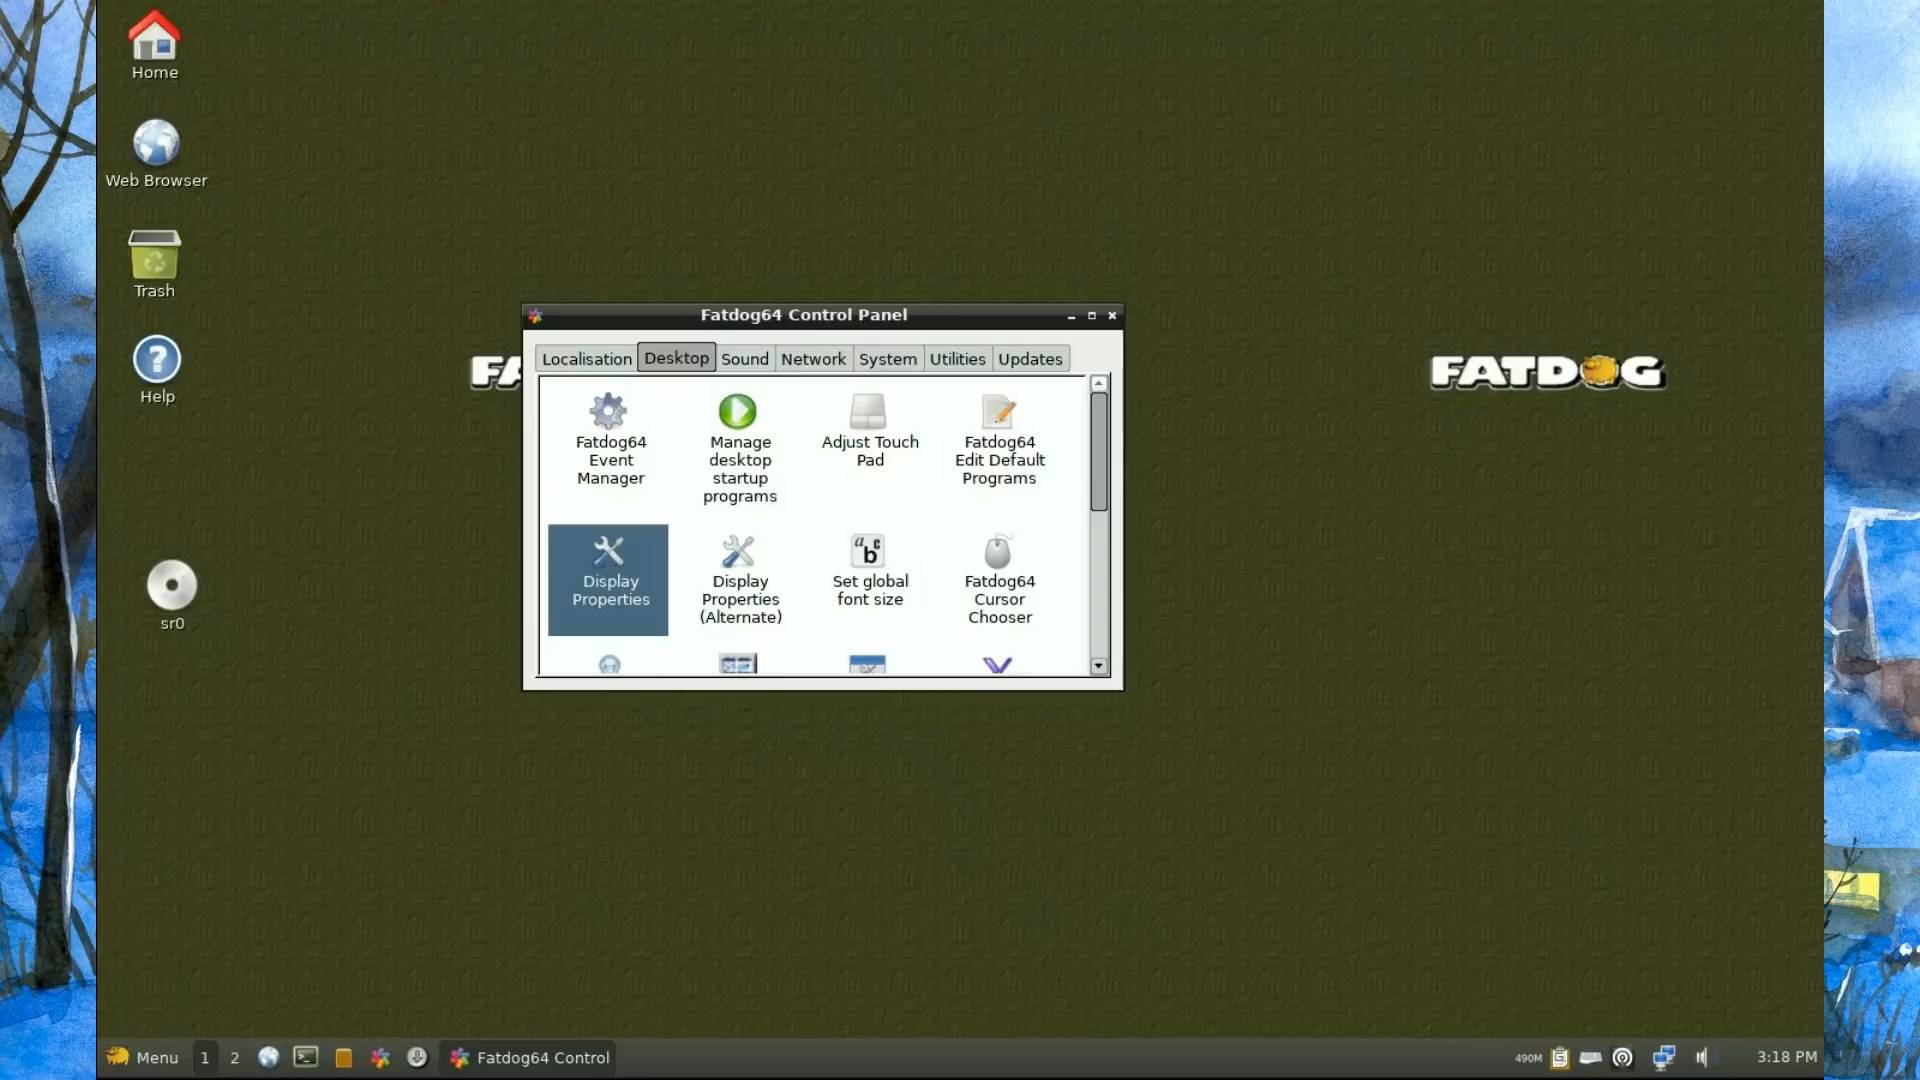 Home
Web Browser
Trash
Help
sr0
Fatdog64 Control Panel
Localisation
Desktop
Sound
Network
System
Utilities
Updates
Fatdog64
Event
Manager
Manage
desktop
startup
programs
Adjust Touch
Pad
Fatdog64
Edit Default
Programs
Display
Properties
Display
Properties
(Alternate)
Set global
font size
Fatdog64
Cursor
Chooser
FA
FATDOG
Menu
1
2
Fatdog64 Control
490M
3:18 PM